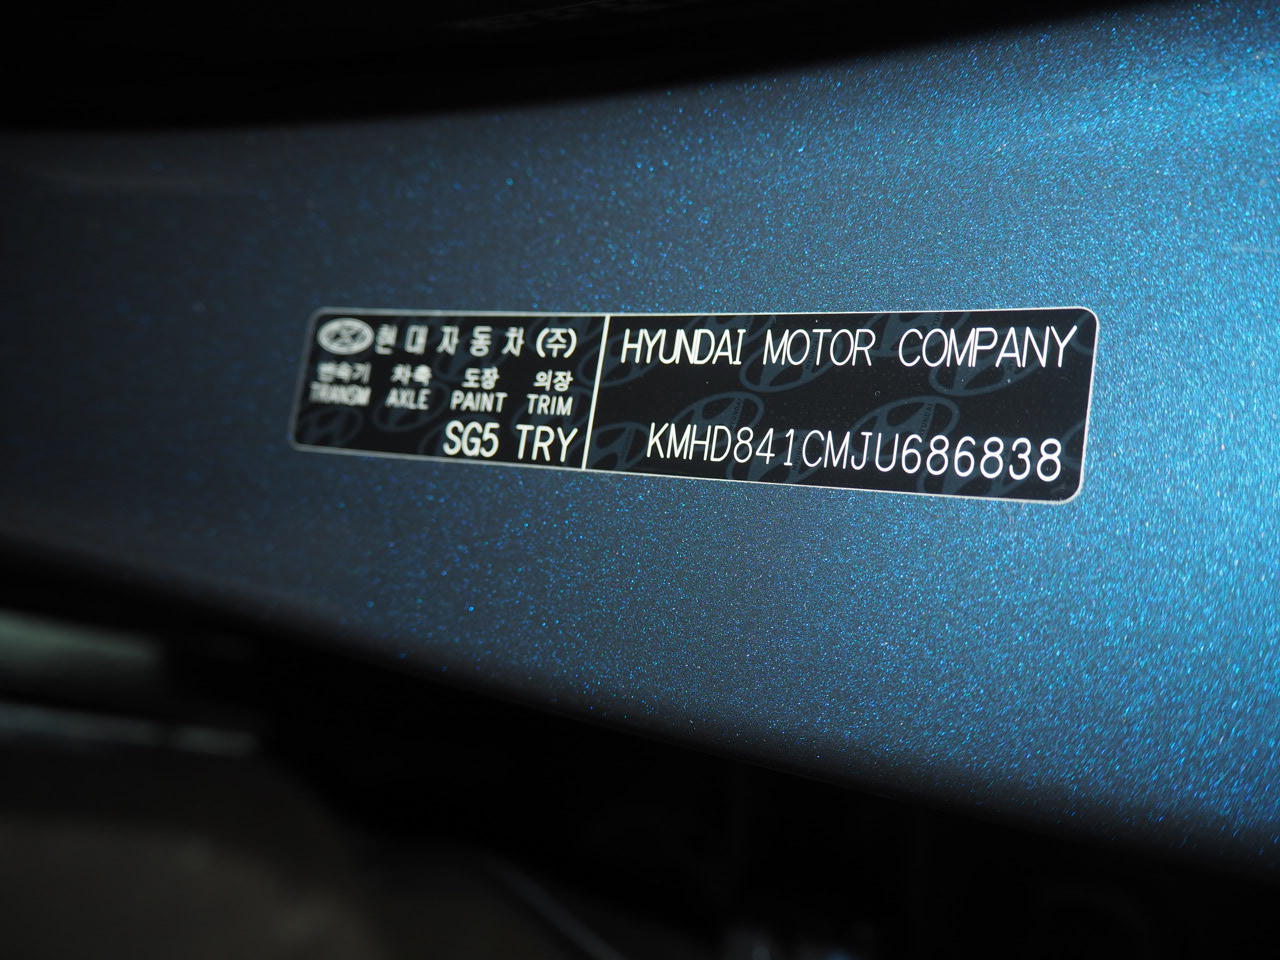 현대자동차(주)
변속기 차축 도장 의장
TRANSM AXLE PAINT TRIM
SG5 TRY
HYUNDAI MOTOR COMPANY
KMHD841CMJU686838